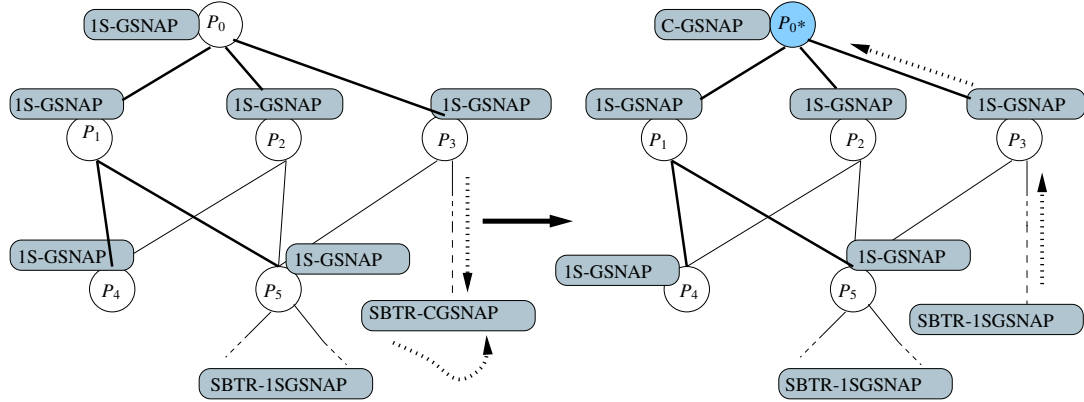 1S-GSNAP
P0
1S-GSNAP
1S-GSNAP
1S-GSNAP
P1
P2
P3
1S-GSNAP
1S-GSNAP
P4
P5
SBTR-CGSNAP
SBTR-1SGSNAP
C-GSNAP
P0*
1S-GSNAP
1S-GSNAP
1S-GSNAP
P1
P2
P3
1S-GSNAP
1S-GSNAP
P4
P5
SBTR-1SGSNAP
SBTR-1SGSNAP